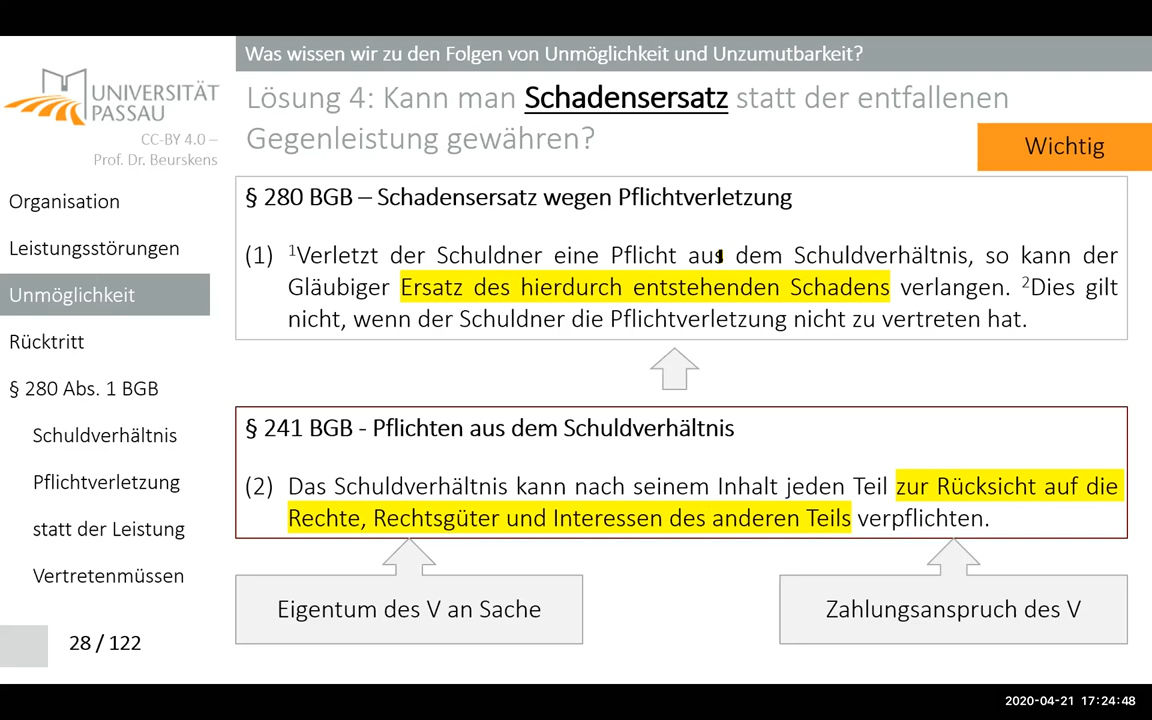 Was wissen wir zu den Folgen von Unmöglichkeit und Unzumutbarkeit?
UNIVERSITÄT
PASSAU
CC-BY 4.0 –
Prof. Dr. Beurskens
Lösung 4: Kann man Schadensersatz statt der entfallenen
Gegenleistung gewähren?
Wichtig
Organisation
Leistungsstörungen
Unmöglichkeit
Rücktritt
§ 280 Abs. 1 BGB
Schuldverhältnis
Pflichtverletzung
statt der Leistung
Vertretenmüssen
28 / 122
§ 280 BGB – Schadensersatz wegen Pflichtverletzung
(1) ¹Verletzt der Schuldner eine Pflicht aus dem Schuldverhältnis, so kann der
Gläubiger Ersatz des hierdurch entstehenden Schadens verlangen. ²Dies gilt
nicht, wenn der Schuldner die Pflichtverletzung nicht zu vertreten hat.
§ 241 BGB - Pflichten aus dem Schuldverhältnis
(2) Das Schuldverhältnis kann nach seinem Inhalt jeden Teil zur Rücksicht auf die
Rechte, Rechtsgüter und Interessen des anderen Teils verpflichten.
Eigentum des V an Sache
Zahlungsanspruch des V
2020-04-21 17:24:48